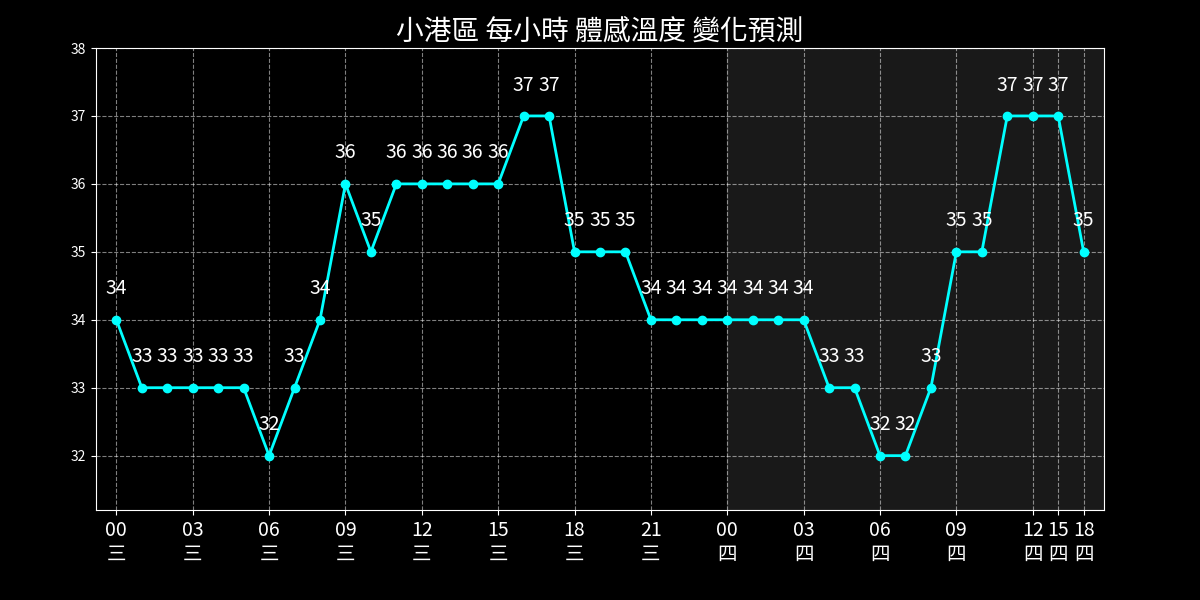 小港區 每小時 體感溫度 變化預測
38
37 37 37 37 37
37
36 36 36 36 36 36
36
35 35 35 35 35 35 35
35
34 34 34 34 34 34 34 34 34
34
33 33 33 33 33 33 33 33 33
33
32 32 32
32
00 03 06 09 12 15 18 21 00 03 06 09 12 15 18
三 三 三 三 三 三 三 三 四 四 四 四 四 四 四